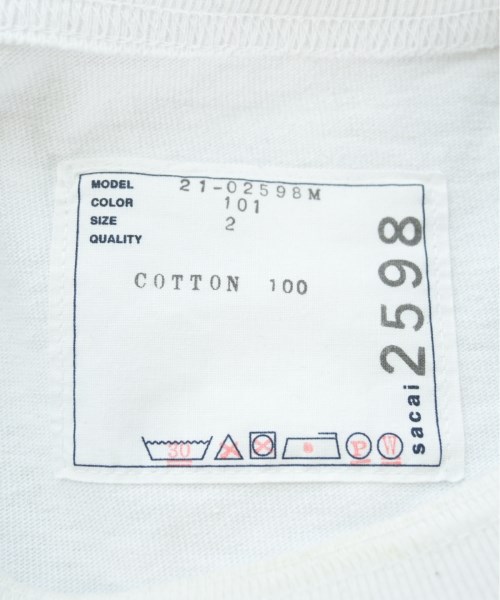 MODEL 21-02598M
COLOR 101
SIZE 2
QUALITY
COTTON 100
sacai 2598
30
P
W